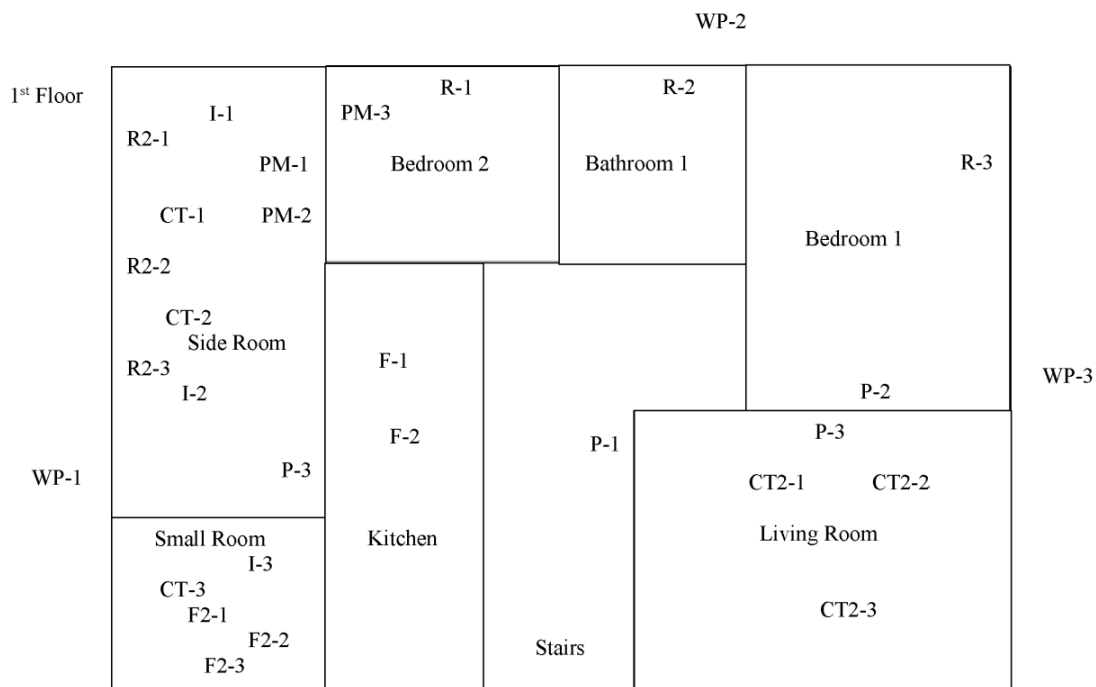 WP-2
1st Floor
I-1
R2-1
PM-1
CT-1
PM-2
R2-2
CT-2
Side Room
R2-3
I-2
P-3
WP-1
Small Room
I-3
CT-3
F2-1
F2-2
F2-3
R-1
PM-3
Bedroom 2
R-2
Bathroom 1
R-3
Bedroom 1
P-2
WP-3
F-1
F-2
Kitchen
P-1
Stairs
P-3
CT2-1
CT2-2
Living Room
CT2-3